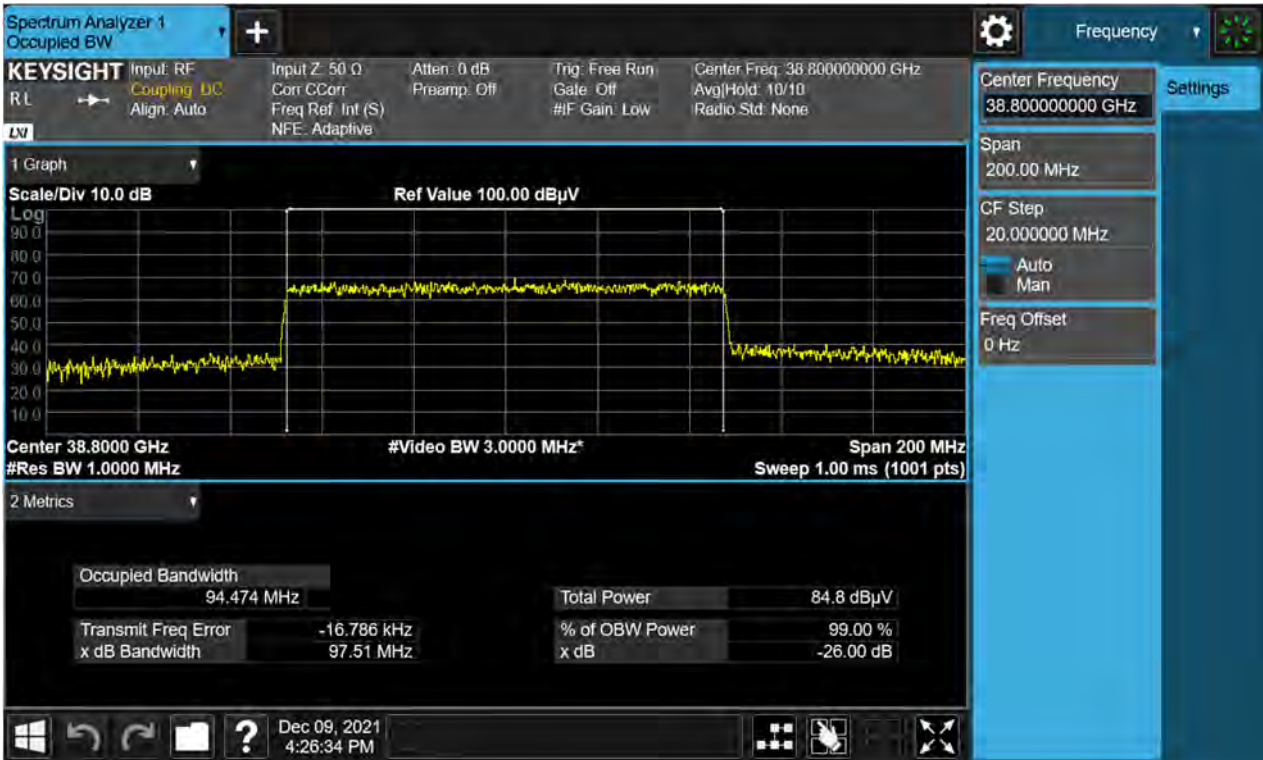 Spectrum Analyzer 1
Occupied BW
+
Frequency
KEYSIGHT
R L
LXI
Input: RF
Coupling: DC
Align: Auto
Input Z: 50 Ω
Corr CCorr
Freq Ref: Int (S)
NFE: Adaptive
Atten: 0 dB
Preamp: Off
Trig: Free Run
Gate: Off
#IF Gain: Low
Center Freq: 38.800000000 GHz
Avg|Hold: 10/10
Radio Std: None
Center Frequency
38.800000000 GHz
Settings
Span
200.00 MHz
CF Step
20.000000 MHz
Auto
Man
Freq Offset
0 Hz
1 Graph
Scale/Div 10.0 dB
Ref Value 100.00 dBµV
Log
90.0
80.0
70.0
60.0
50.0
40.0
30.0
20.0
10.0
Center 38.8000 GHz
#Video BW 3.0000 MHz*
Span 200 MHz
#Res BW 1.0000 MHz
Sweep 1.00 ms (1001 pts)
2 Metrics
Occupied Bandwidth
94.474 MHz
Total Power 84.8 dBµV
Transmit Freq Error -16.786 kHz
% of OBW Power 99.00 %
x dB Bandwidth 97.51 MHz
x dB -26.00 dB
?
Dec 09, 2021
4:26:34 PM